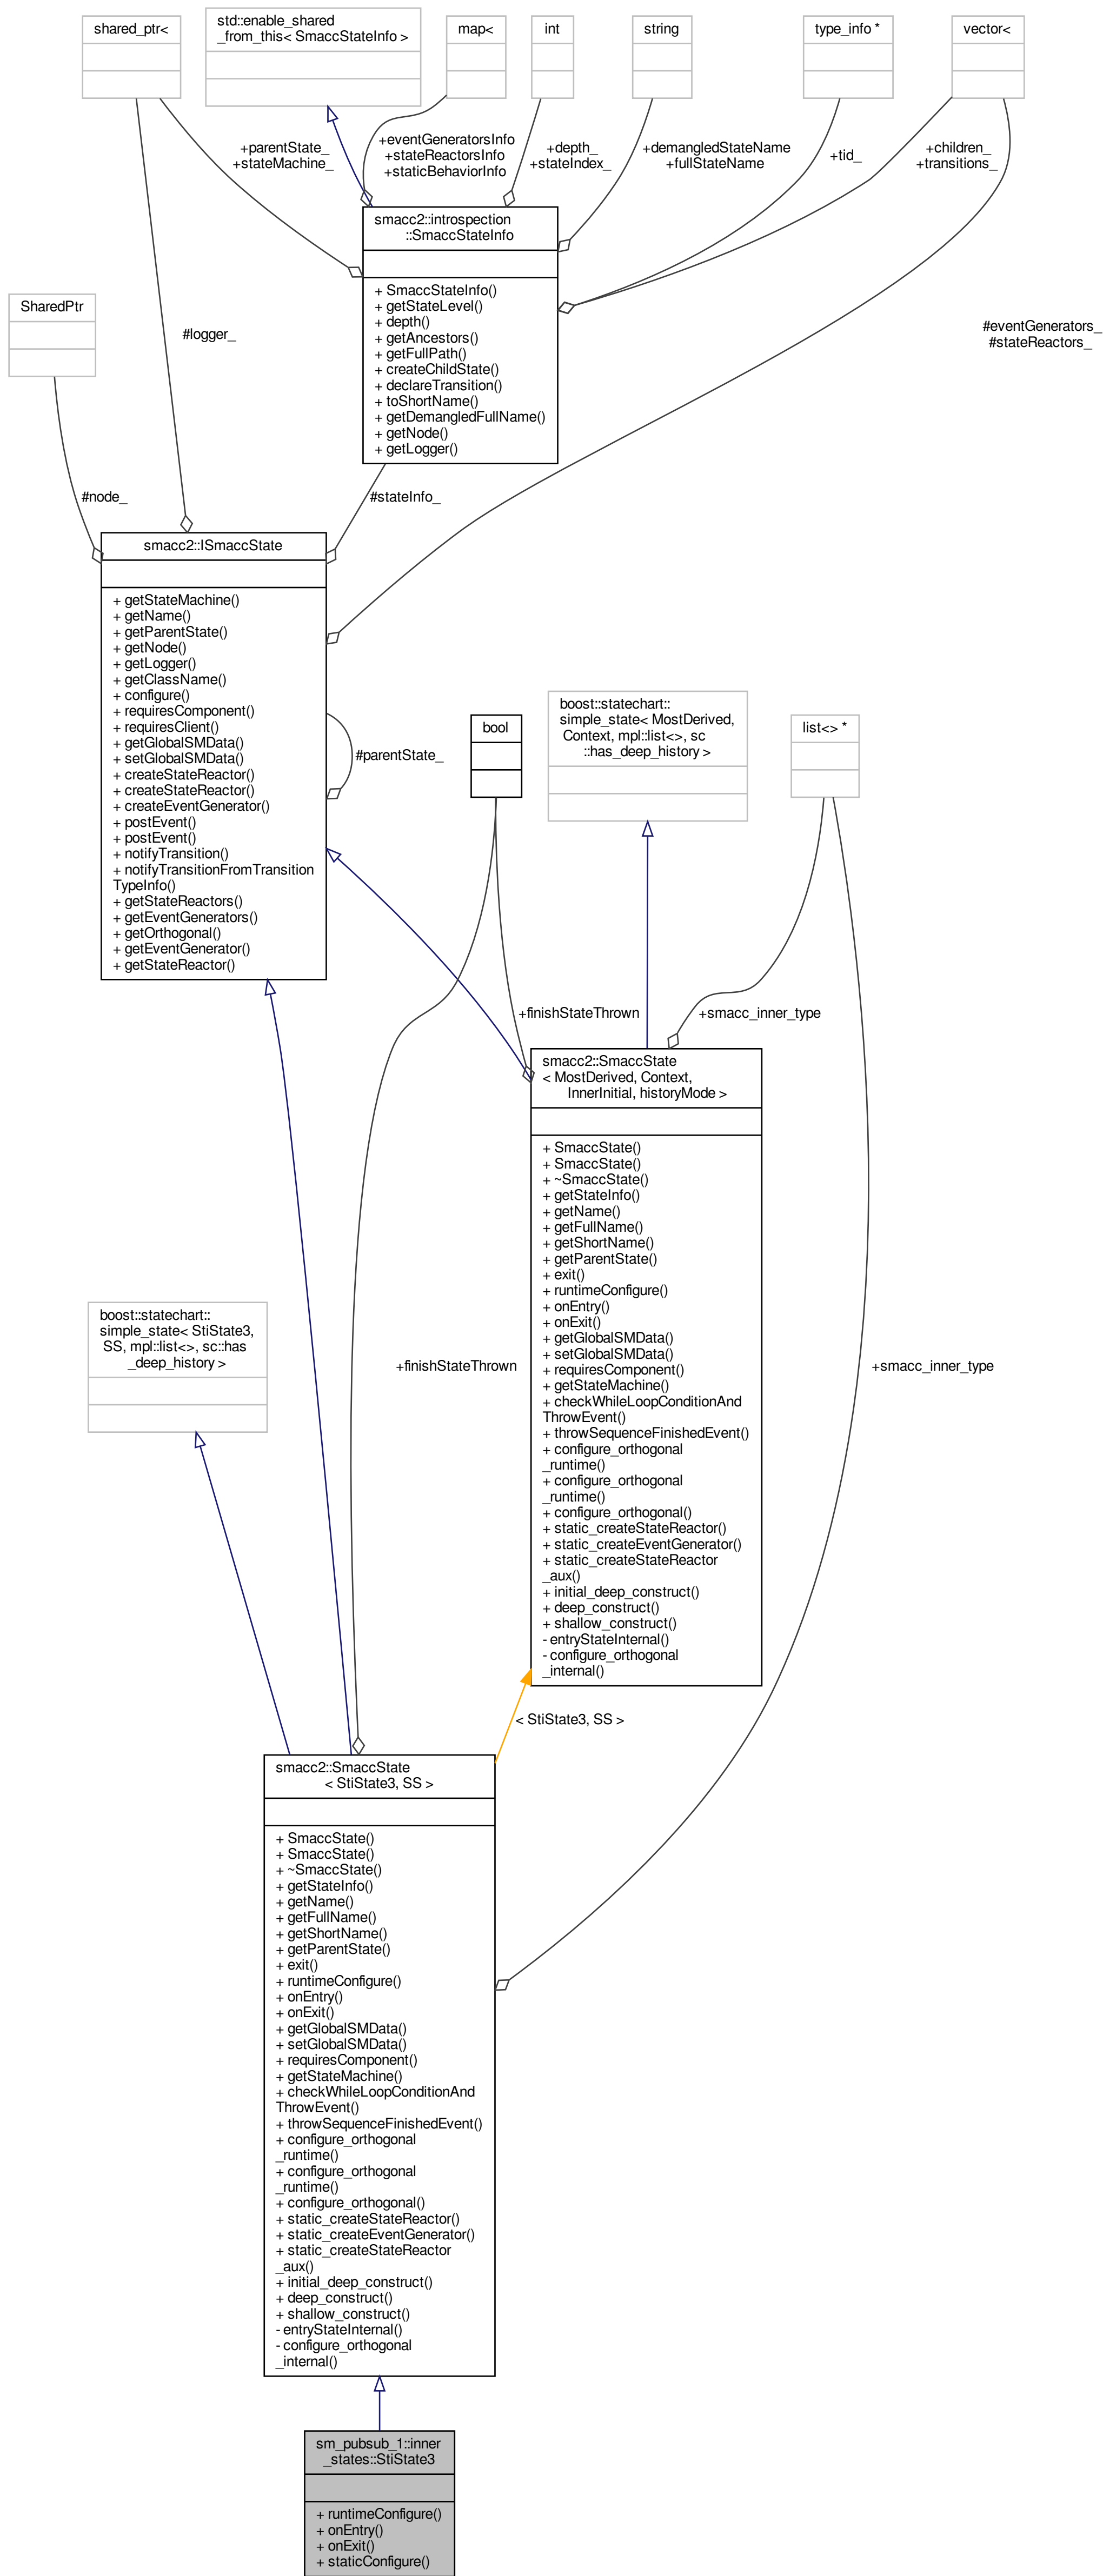 shared_ptr<
std::enable_shared
_from_this< SmaccStateInfo >
map<
int
string
type_info *
vector<
+parentState_
+stateMachine_
+eventGeneratorsInfo
+stateReactorsInfo
+staticBehaviorInfo
+depth_
+stateIndex_
+demangledStateName
+fullStateName
+tid_
+children_
+transitions_
smacc2::introspection
::SmaccStateInfo
+ SmaccStateInfo()
+ getStateLevel()
+ depth()
+ getAncestors()
+ getFullPath()
+ createChildState()
+ declareTransition()
+ toShortName()
+ getDemangledFullName()
+ getNode()
+ getLogger()
SharedPtr
#logger_
#eventGenerators_
#stateReactors_
#node_
#stateInfo_
smacc2::ISmaccState
+ getStateMachine()
+ getName()
+ getParentState()
+ getNode()
+ getLogger()
+ getClassName()
+ configure()
+ requiresComponent()
+ requiresClient()
+ getGlobalSMData()
+ setGlobalSMData()
+ createStateReactor()
+ createStateReactor()
+ createEventGenerator()
+ postEvent()
+ postEvent()
+ notifyTransition()
+ notifyTransitionFromTransition
TypeInfo()
+ getStateReactors()
+ getEventGenerators()
+ getOrthogonal()
+ getEventGenerator()
+ getStateReactor()
#parentState_
bool
boost::statechart::
simple_state< MostDerived,
Context, mpl::list<>, sc
::has_deep_history >
list<> *
+finishStateThrown
+smacc_inner_type
smacc2::SmaccState
< MostDerived, Context,
InnerInitial, historyMode >
+ SmaccState()
+ SmaccState()
+ ~SmaccState()
+ getStateInfo()
+ getName()
+ getFullName()
+ getShortName()
+ getParentState()
+ exit()
+ runtimeConfigure()
+ onEntry()
+ onExit()
+ getGlobalSMData()
+ setGlobalSMData()
+ requiresComponent()
+ getStateMachine()
+ checkWhileLoopConditionAnd
ThrowEvent()
+ throwSequenceFinishedEvent()
+ configure_orthogonal
_runtime()
+ configure_orthogonal
_runtime()
+ configure_orthogonal()
+ static_createStateReactor()
+ static_createEventGenerator()
+ static_createStateReactor
_aux()
+ initial_deep_construct()
+ deep_construct()
+ shallow_construct()
- entryStateInternal()
- configure_orthogonal
_internal()
boost::statechart::
simple_state< StiState3,
SS, mpl::list<>, sc::has
_deep_history >
+finishStateThrown
+smacc_inner_type
< StiState3, SS >
smacc2::SmaccState
< StiState3, SS >
+ SmaccState()
+ SmaccState()
+ ~SmaccState()
+ getStateInfo()
+ getName()
+ getFullName()
+ getShortName()
+ getParentState()
+ exit()
+ runtimeConfigure()
+ onEntry()
+ onExit()
+ getGlobalSMData()
+ setGlobalSMData()
+ requiresComponent()
+ getStateMachine()
+ checkWhileLoopConditionAnd
ThrowEvent()
+ throwSequenceFinishedEvent()
+ configure_orthogonal
_runtime()
+ configure_orthogonal
_runtime()
+ configure_orthogonal()
+ static_createStateReactor()
+ static_createEventGenerator()
+ static_createStateReactor
_aux()
+ initial_deep_construct()
+ deep_construct()
+ shallow_construct()
- entryStateInternal()
- configure_orthogonal
_internal()
sm_pubsub_1::inner
_states::StiState3
+ runtimeConfigure()
+ onEntry()
+ onExit()
+ staticConfigure()